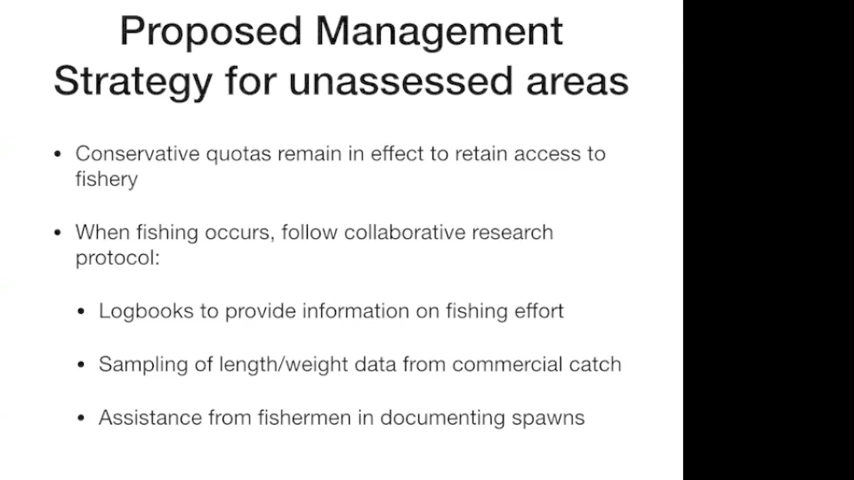 Proposed Management
Strategy for unassessed areas
• Conservative quotas remain in effect to retain access to
fishery
• When fishing occurs, follow collaborative research
protocol:
• Logbooks to provide information on fishing effort
• Sampling of length/weight data from commercial catch
• Assistance from fishermen in documenting spawns